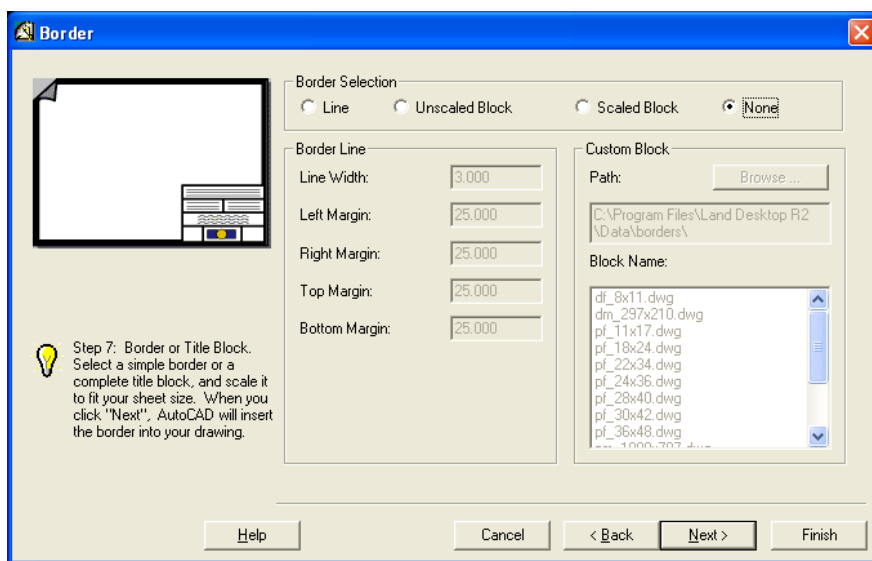 Border
Border Selection
Line
Unscaled Block
Scaled Block
None
Border Line
Line Width:
3.000
Left Margin:
25.000
Right Margin:
25.000
Top Margin:
25.000
Bottom Margin:
25.000
Custom Block
Path:
Browse ...
C:\Program Files\Land Desktop R2
\Data\borders\
Block Name:
df_8x11.dwg
dm_297x210.dwg
pf_11x17.dwg
pf_18x24.dwg
pf_22x34.dwg
pf_24x36.dwg
pf_28x40.dwg
pf_30x42.dwg
pf_36x48.dwg
Step 7: Border or Title Block.
Select a simple border or a
complete title block, and scale it
to fit your sheet size. When you
click "Next", AutoCAD will insert
the border into your drawing.
Help
Cancel
< Back
Next >
Finish